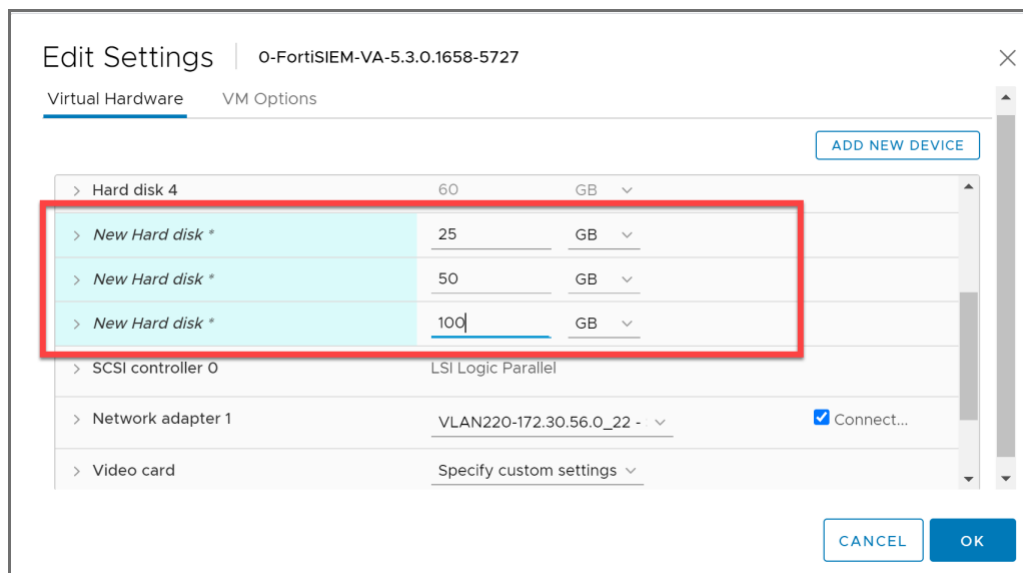 Edit Settings 0-FortiSIEM-VA-5.3.0.1658-5727
Virtual Hardware VM Options
ADD NEW DEVICE
Hard disk 4 60 GB
New Hard disk * 25 GB
New Hard disk * 50 GB
New Hard disk * 100 GB
SCSI controller 0 LSI Logic Parallel
Network adapter 1 VLAN220-172.30.56.0_22 - Connect...
Video card Specify custom settings
CANCEL OK